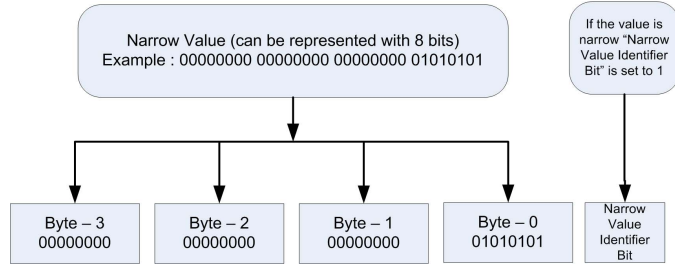 Narrow Value (can be represented with 8 bits)
Example : 00000000 00000000 00000000 01010101
If the value is
narrow “Narrow
Value Identifier
Bit” is set to 1
Byte – 3
00000000
Byte – 2
00000000
Byte – 1
00000000
Byte – 0
01010101
Narrow
Value
Identifier
Bit